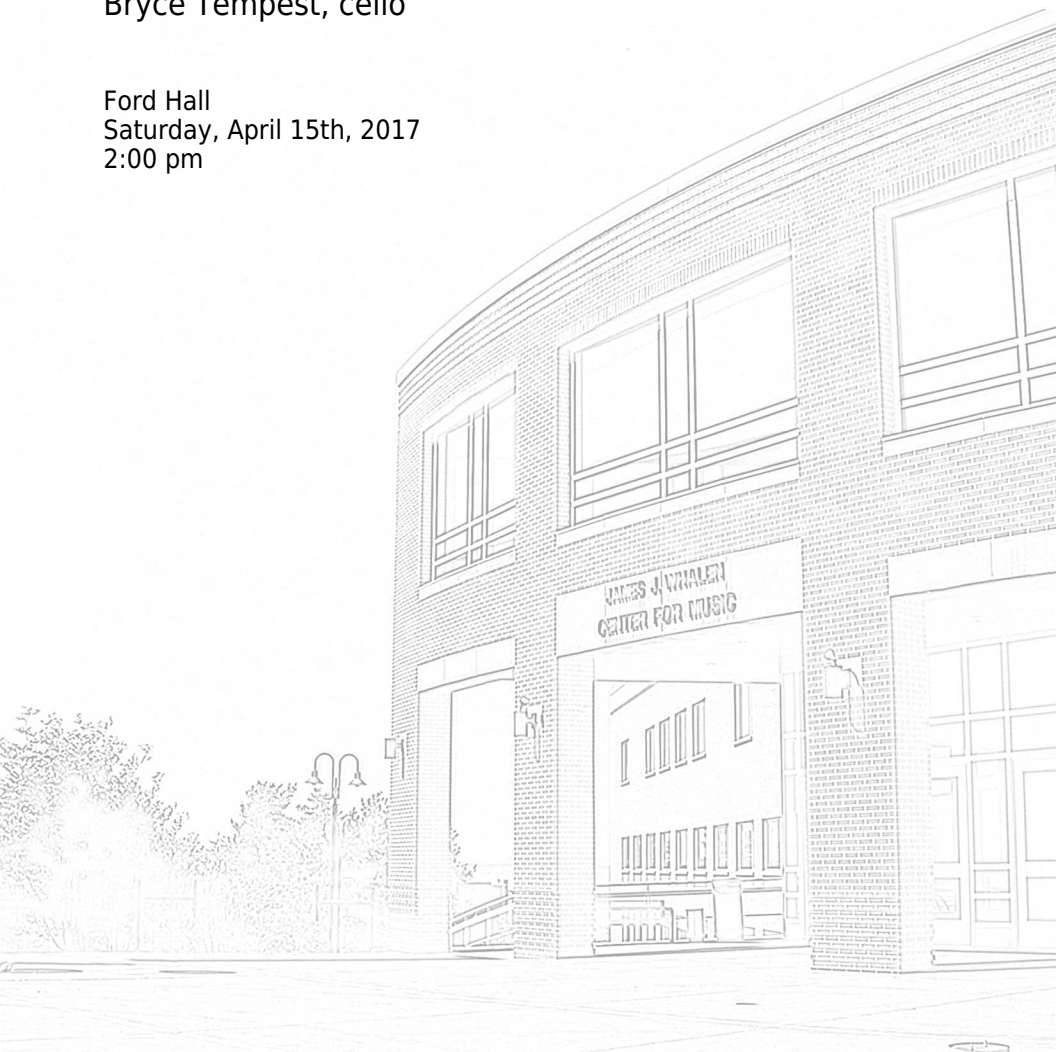 Bryce Tempest, cello
Ford Hall
Saturday, April 15th, 2017
2:00 pm
JAMES J. WHALEN
CENTER FOR MUSIC